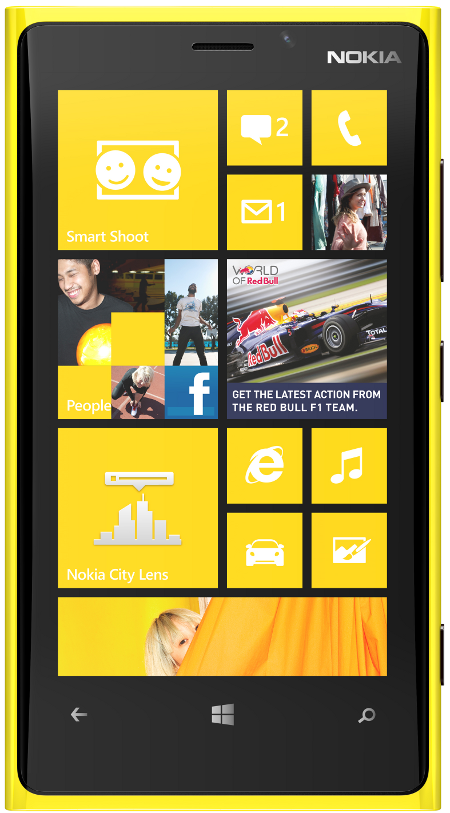 NOKIA
2
Smart Shoot
1
WORLD
OF Red Bull
Red Bull
TOTAL
People
f
GET THE LATEST ACTION FROM
THE RED BULL F1 TEAM.
Nokia City Lens